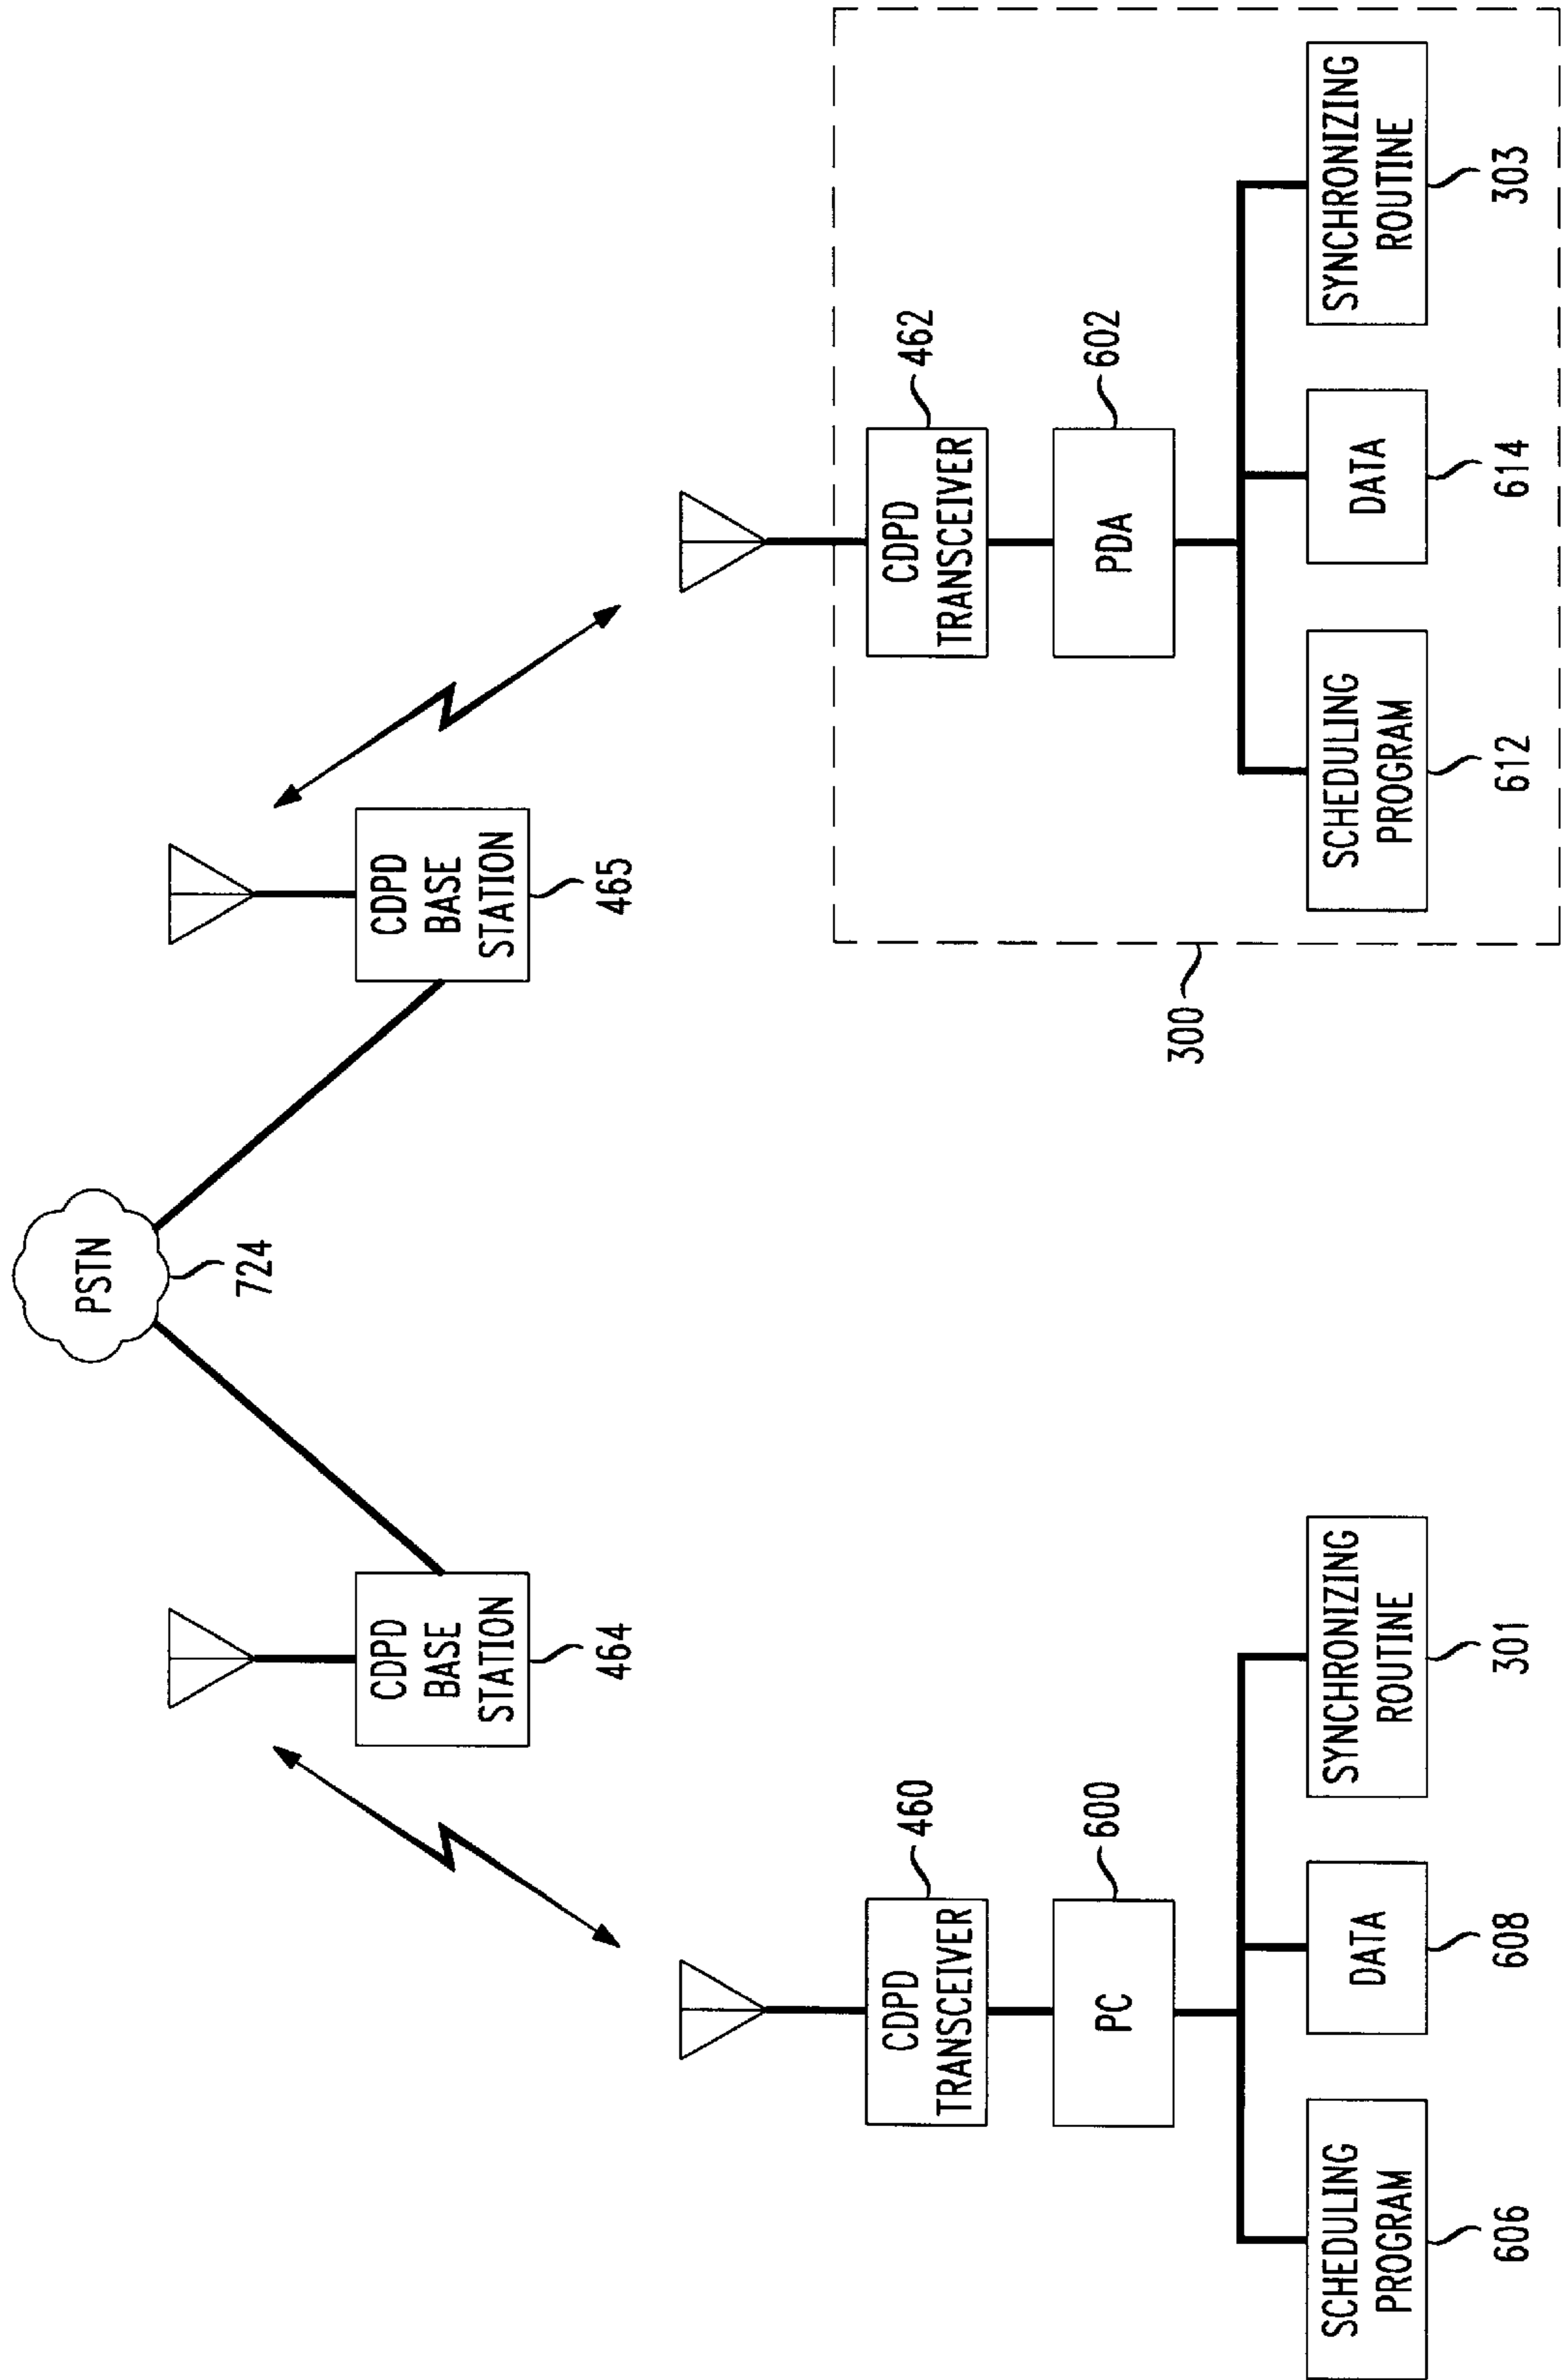 PSTN
724
CDPD
BASE
STATION
464
CDPD
BASE
STATION
465
CDPD
TRANSCEIVER
460
PC
600
SCHEDULING
PROGRAM
606
DATA
608
SYNCHRONIZING
ROUTINE
301
CDPD
TRANSCEIVER
462
PDA
602
300
SCHEDULING
PROGRAM
612
DATA
614
SYNCHRONIZING
ROUTINE
303